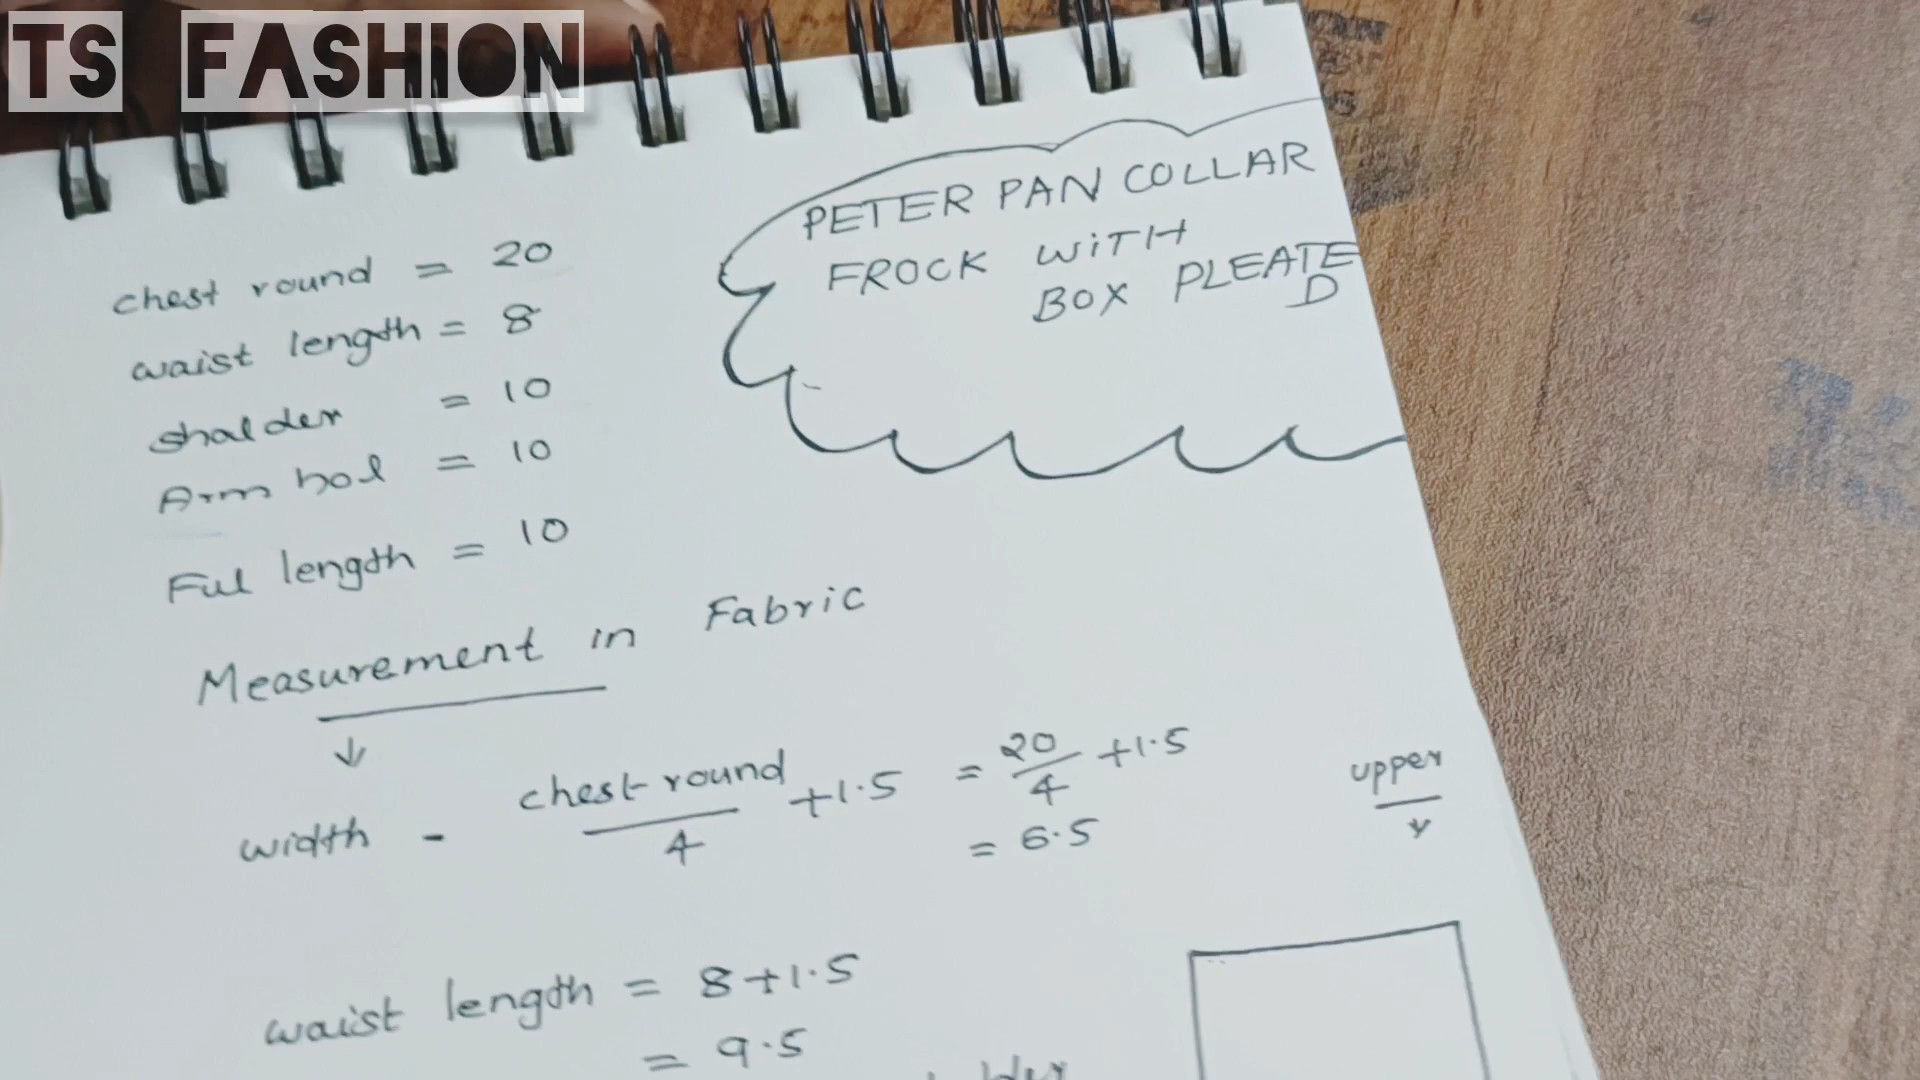 TS FASHION
PETER PAN COLLAR
FROCK WiTH
BOX PLEATE
D
chest round = 20
waist length = 8
shalder = 10
Arm hol = 10
Ful length = 10
Measurement in Fabric
width - chest round / 4 +1.5 = 20 / 4 +1.5
= 6.5
upper
waist length = 8+1.5
= 9.5